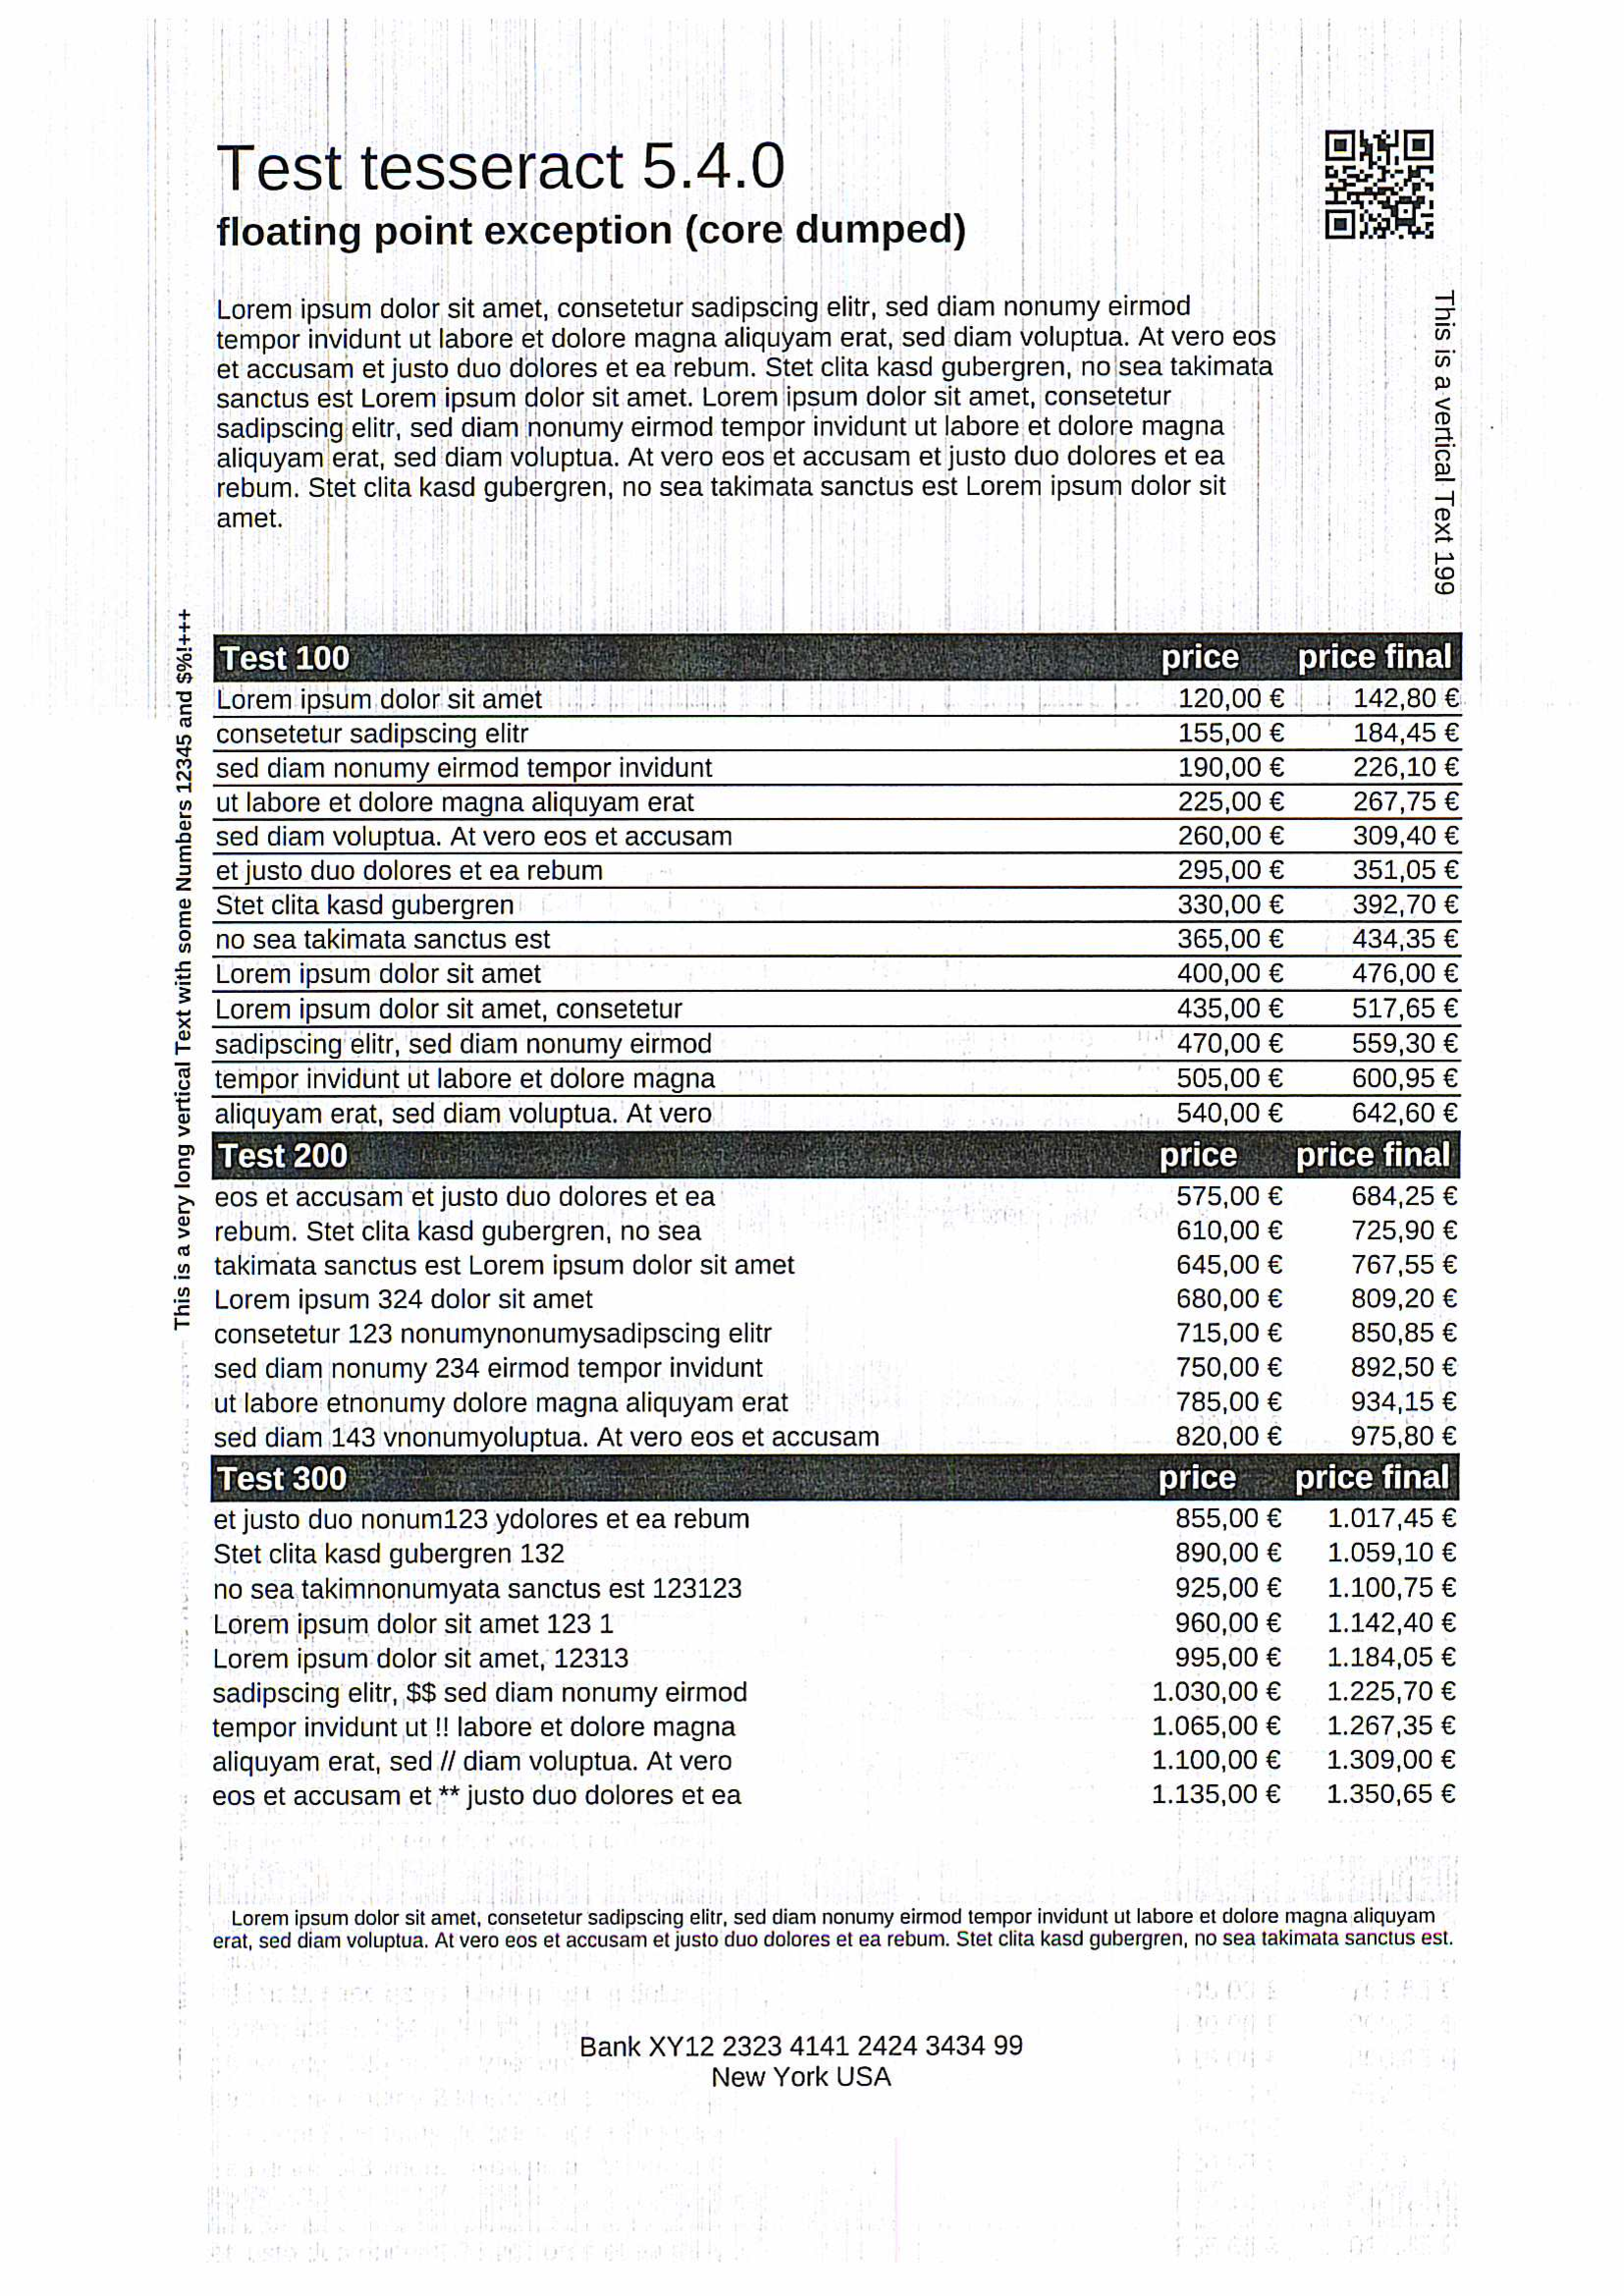 Test tesseract 5.4.0
floating point exception (core dumped)
Lorem ipsum dolor sit amet, consetetur sadipscing elitr, sed diam nonumy eirmod
tempor invidunt ut labore et dolore magna aliquyam erat, sed diam voluptua. At vero eos
et accusam et justo duo dolores et ea rebum. Stet clita kasd gubergren, no sea takimata
sanctus est Lorem ipsum dolor sit amet. Lorem ipsum dolor sit amet, consetetur
sadipscing elitr, sed diam nonumy eirmod tempor invidunt ut labore et dolore magna
aliquyam erat, sed diam voluptua. At vero eos et accusam et justo duo dolores et ea
rebum. Stet clita kasd gubergren, no sea takimata sanctus est Lorem ipsum dolor sit
amet.
This is a vertical Text 199
This is a very long vertical Text with some Numbers 12345 and $%!+++
Test 100 price price final
Lorem ipsum dolor sit amet 120,00 € 142,80 €
consetetur sadipscing elitr 155,00 € 184,45 €
sed diam nonumy eirmod tempor invidunt 190,00 € 226,10 €
ut labore et dolore magna aliquyam erat 225,00 € 267,75 €
sed diam voluptua. At vero eos et accusam 260,00 € 309,40 €
et justo duo dolores et ea rebum 295,00 € 351,05 €
Stet clita kasd gubergren 330,00 € 392,70 €
no sea takimata sanctus est 365,00 € 434,35 €
Lorem ipsum dolor sit amet 400,00 € 476,00 €
Lorem ipsum dolor sit amet, consetetur 435,00 € 517,65 €
sadipscing elitr, sed diam nonumy eirmod 470,00 € 559,30 €
tempor invidunt ut labore et dolore magna 505,00 € 600,95 €
aliquyam erat, sed diam voluptua. At vero 540,00 € 642,60 €
Test 200 price price final
eos et accusam et justo duo dolores et ea 575,00 € 684,25 €
rebum. Stet clita kasd gubergren, no sea 610,00 € 725,90 €
takimata sanctus est Lorem ipsum dolor sit amet 645,00 € 767,55 €
Lorem ipsum 324 dolor sit amet 680,00 € 809,20 €
consetetur 123 nonumynonumysadipscing elitr 715,00 € 850,85 €
sed diam nonumy 234 eirmod tempor invidunt 750,00 € 892,50 €
ut labore etnonumy dolore magna aliquyam erat 785,00 € 934,15 €
sed diam 143 vnonumyoluptua. At vero eos et accusam 820,00 € 975,80 €
Test 300 price price final
et justo duo nonum123 ydolores et ea rebum 855,00 € 1.017,45 €
Stet clita kasd gubergren 132 890,00 € 1.059,10 €
no sea takimnonumyata sanctus est 123123 925,00 € 1.100,75 €
Lorem ipsum dolor sit amet 123 1 960,00 € 1.142,40 €
Lorem ipsum dolor sit amet, 12313 995,00 € 1.184,05 €
sadipscing elitr, $$ sed diam nonumy eirmod 1.030,00 € 1.225,70 €
tempor invidunt ut !! labore et dolore magna 1.065,00 € 1.267,35 €
aliquyam erat, sed // diam voluptua. At vero 1.100,00 € 1.309,00 €
eos et accusam et ** justo duo dolores et ea 1.135,00 € 1.350,65 €
Lorem ipsum dolor sit amet, consetetur sadipscing elitr, sed diam nonumy eirmod tempor invidunt ut labore et dolore magna aliquyam
erat, sed diam voluptua. At vero eos et accusam et justo duo dolores et ea rebum. Stet clita kasd gubergren, no sea takimata sanctus est.
Bank XY12 2323 4141 2424 3434 99
New York USA